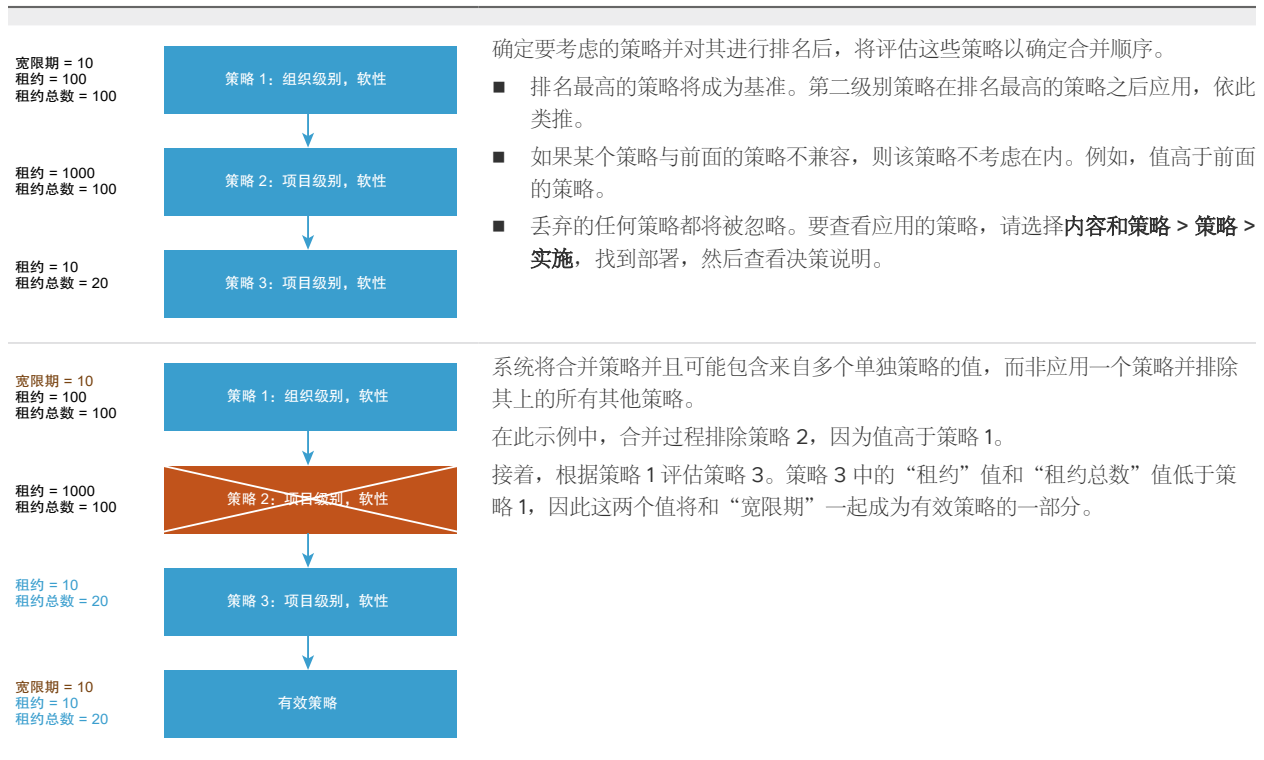 宽限期 = 10
租约 = 100
租约总数 = 100
策略 1：组织级别，软性
租约 = 1000
租约总数 = 100
策略 2：项目级别，软性
租约 = 10
租约总数 = 20
策略 3：项目级别，软性
确定要考虑的策略并对其进行排名后，将评估这些策略以确定合并顺序。
■ 排名最高的策略将成为基准。第二级别策略在排名最高的策略之后应用，依此
类推。
■ 如果某个策略与前面的策略不兼容，则该策略不考虑在内。例如，值高于前面
的策略。
■ 丢弃的任何策略都将被忽略。要查看应用的策略，请选择内容和策略 > 策略 >
实施，找到部署，然后查看决策说明。
宽限期 = 10
租约 = 100
租约总数 = 100
策略 1：组织级别，软性
租约 = 1000
租约总数 = 100
策略 2：项目级别，软性
租约 = 10
租约总数 = 20
策略 3：项目级别，软性
宽限期 = 10
租约 = 10
租约总数 = 20
有效策略
系统将合并策略并且可能包含来自多个单独策略的值，而非应用一个策略并排除
其上的所有其他策略。
在此示例中，合并过程排除策略 2，因为值高于策略 1。
接着，根据策略 1 评估策略 3。策略 3 中的“租约”值和“租约总数”值低于策
略 1，因此这两个值将和“宽限期”一起成为有效策略的一部分。